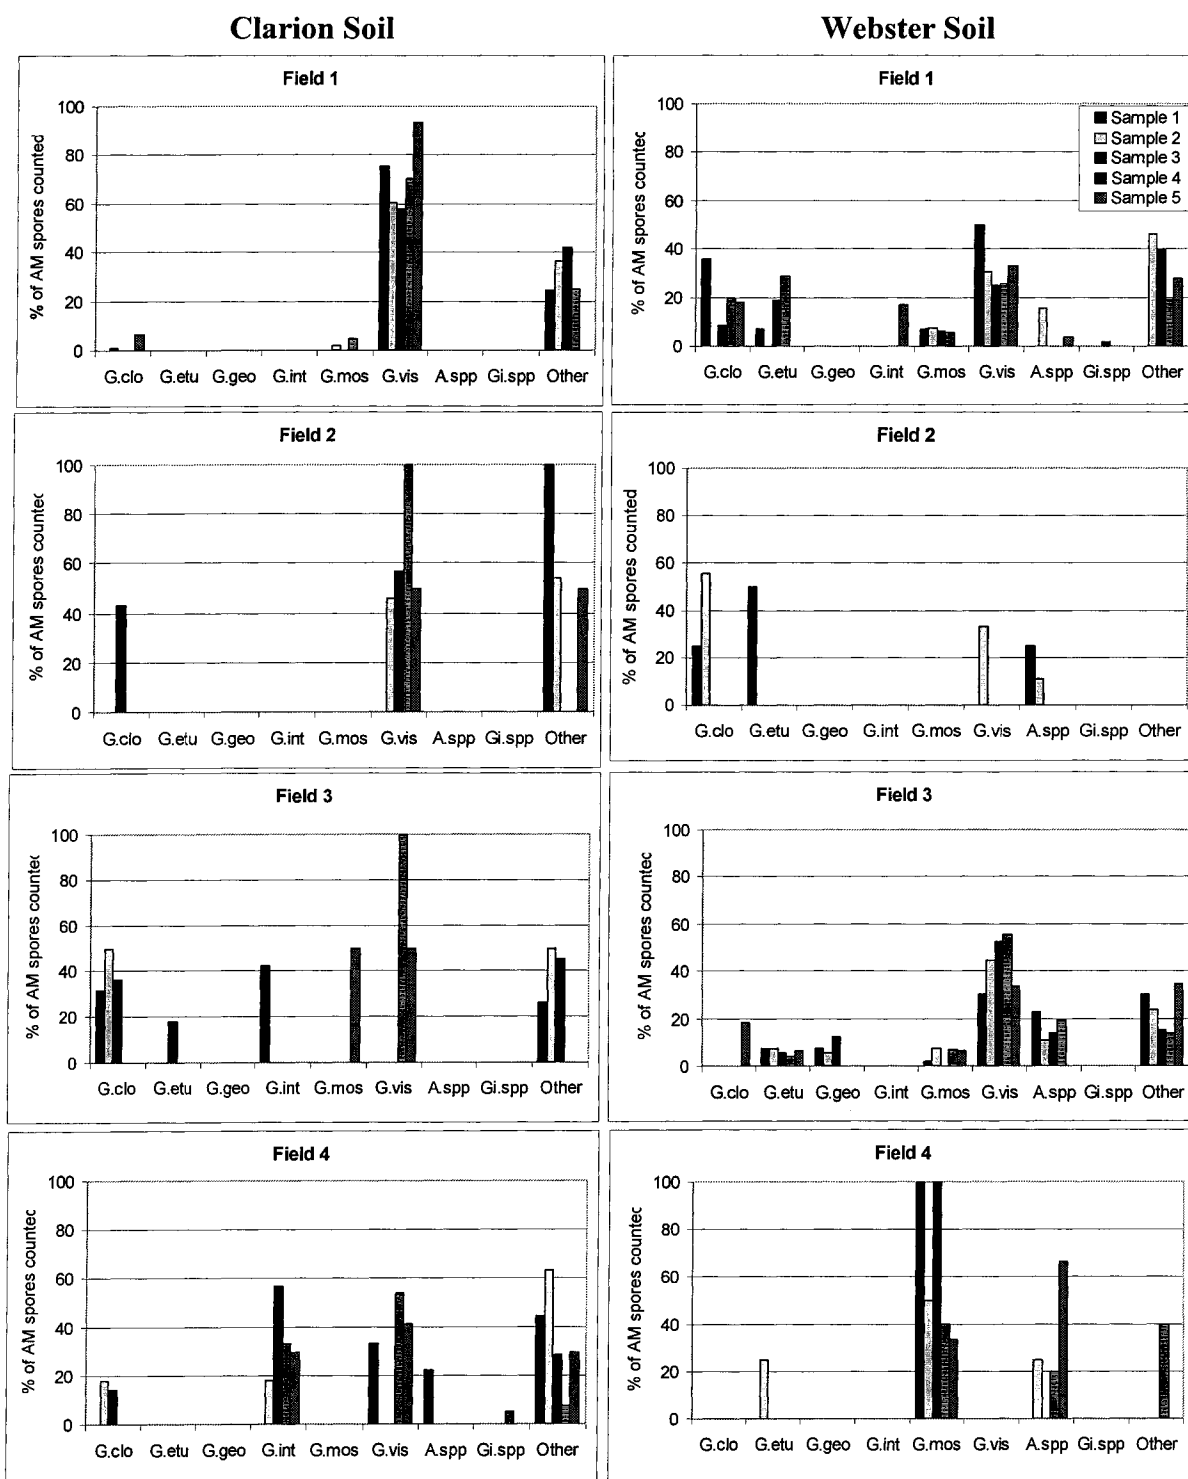 Clarion Soil
Webster Soil
Field 1
% of AM spores counted
100
80
60
40
20
0
G.clo G.etu G.geo G.int G.mos G.vis A.spp Gi.spp Other
Field 1
% of AM spores countec
100
80
60
40
20
0
G.clo G.etu G.geo G.int G.mos G.vis A.spp Gi.spp Other
Sample 1
Sample 2
Sample 3
Sample 4
Sample 5
Field 2
% of AM spores countec
100
80
60
40
20
0
G.clo G.etu G.geo G.int G.mos G.vis A.spp Gi.spp Other
Field 2
% of AM spores counted
100
80
60
40
20
0
G.clo G.etu G.geo G.int G.mos G.vis A.spp Gi.spp Other
Field 3
% of AM spores countec
100
80
60
40
20
0
G.clo G.etu G.geo G.int G.mos G.vis A.spp Gi.spp Other
Field 3
% of AM spores countec
100
80
60
40
20
0
G.clo G.etu G.geo G.int G.mos G.vis A.spp Gi.spp Other
Field 4
% of AM spores countec
100
80
60
40
20
0
G.clo G.etu G.geo G.int G.mos G.vis A.spp Gi.spp Other
Field 4
% of AM spores countec
100
80
60
40
20
0
G.clo G.etu G.geo G.int G.mos G.vis A.spp Gi.spp Other